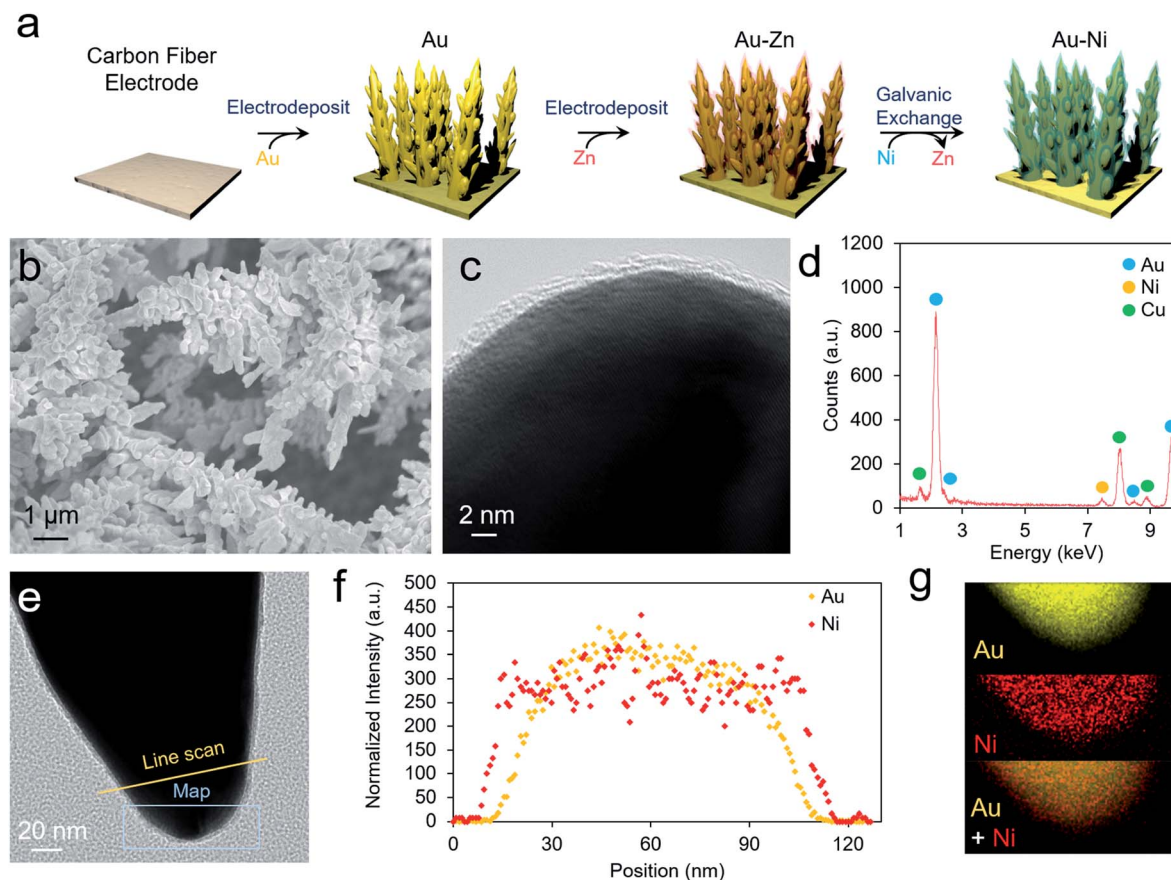 a
Carbon Fiber
Electrode
Electrodeposit
Au
Au
Electrodeposit
Zn
Au-Zn
Galvanic
Exchange
Ni
Zn
Au-Ni
b
1 µm
c
2 nm
d
1200
1000
800
600
400
200
0
Counts (a.u.)
1 3 5 7 9
Energy (keV)
Au
Ni
Cu
e
Line scan
Map
20 nm
f
500
450
400
350
300
250
200
150
100
50
0
Normalized Intensity (a.u.)
0 30 60 90 120
Position (nm)
Au
Ni
g
Au
Ni
Au
+ Ni